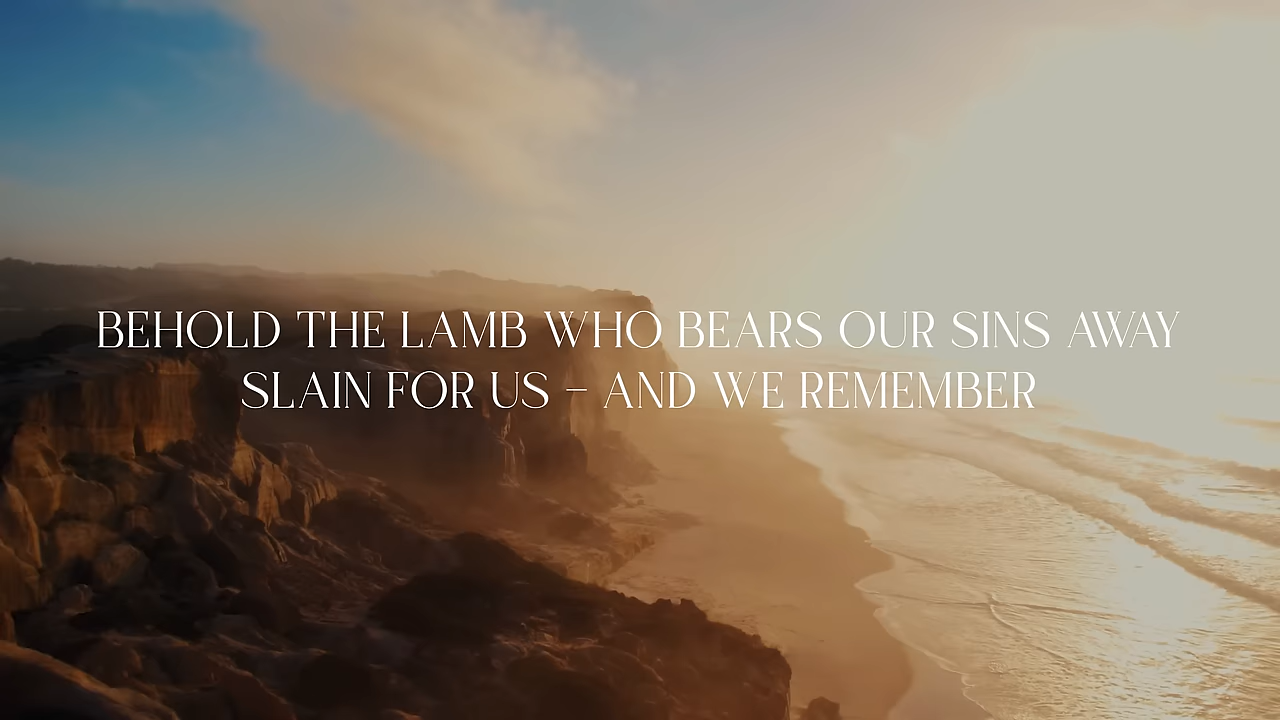 BEHOLD THE LAMB WHO BEARS OUR SINS AWAY
SLAIN FOR US – AND WE REMEMBER